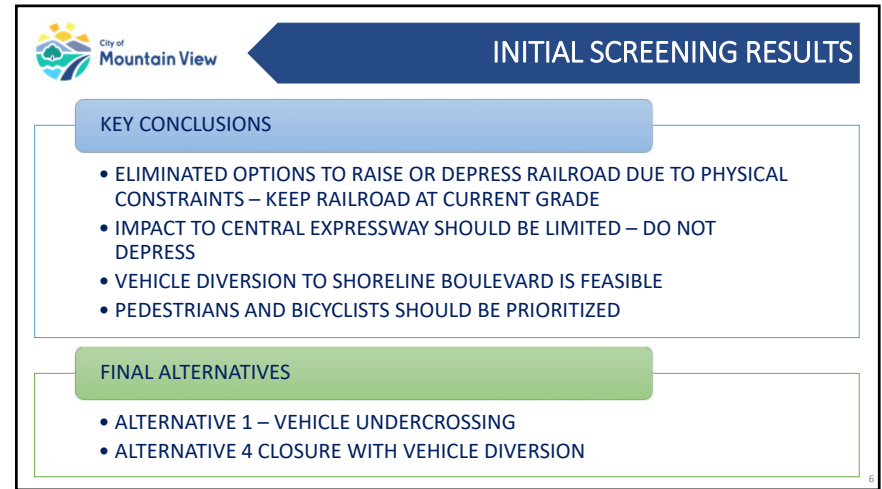 City of
Mountain View
INITIAL SCREENING RESULTS
KEY CONCLUSIONS
• ELIMINATED OPTIONS TO RAISE OR DEPRESS RAILROAD DUE TO PHYSICAL
CONSTRAINTS – KEEP RAILROAD AT CURRENT GRADE
• IMPACT TO CENTRAL EXPRESSWAY SHOULD BE LIMITED – DO NOT
DEPRESS
• VEHICLE DIVERSION TO SHORELINE BOULEVARD IS FEASIBLE
• PEDESTRIANS AND BICYCLISTS SHOULD BE PRIORITIZED
FINAL ALTERNATIVES
• ALTERNATIVE 1 – VEHICLE UNDERCROSSING
• ALTERNATIVE 4 CLOSURE WITH VEHICLE DIVERSION
6